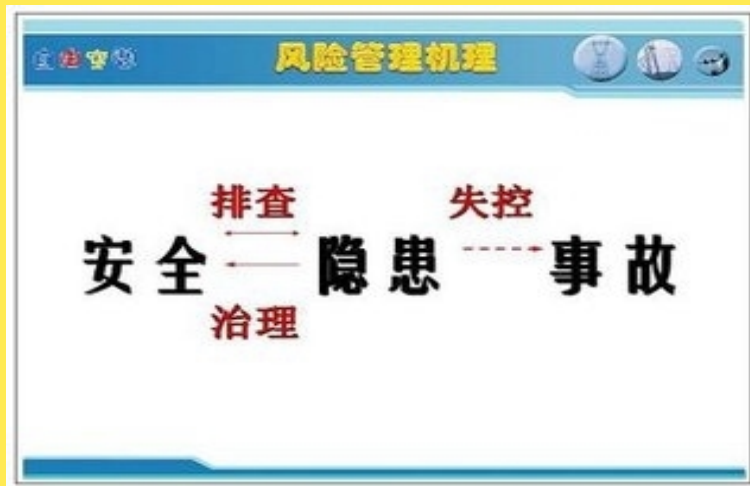 风险管理机理
排查 失控
安全 隐患 事故
治理